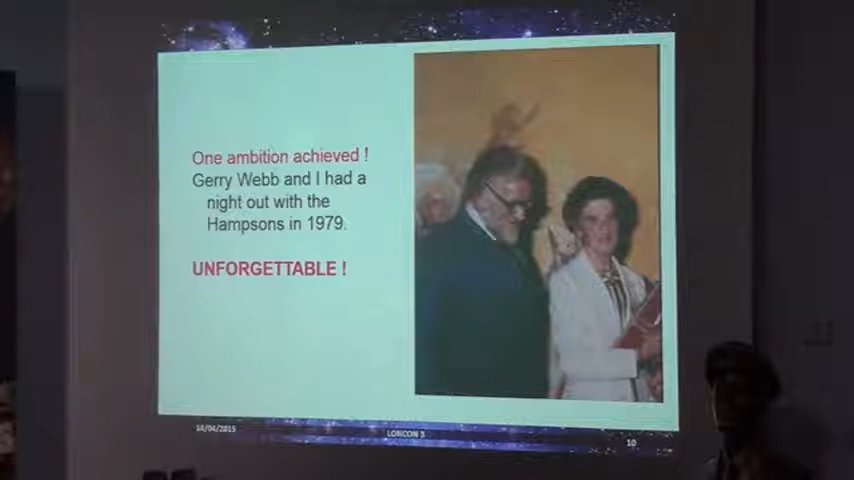 One ambition achieved !
Gerry Webb and I had a
night out with the
Hampsons in 1979.
UNFORGETTABLE !
14/04/2015
LONCON 3
10